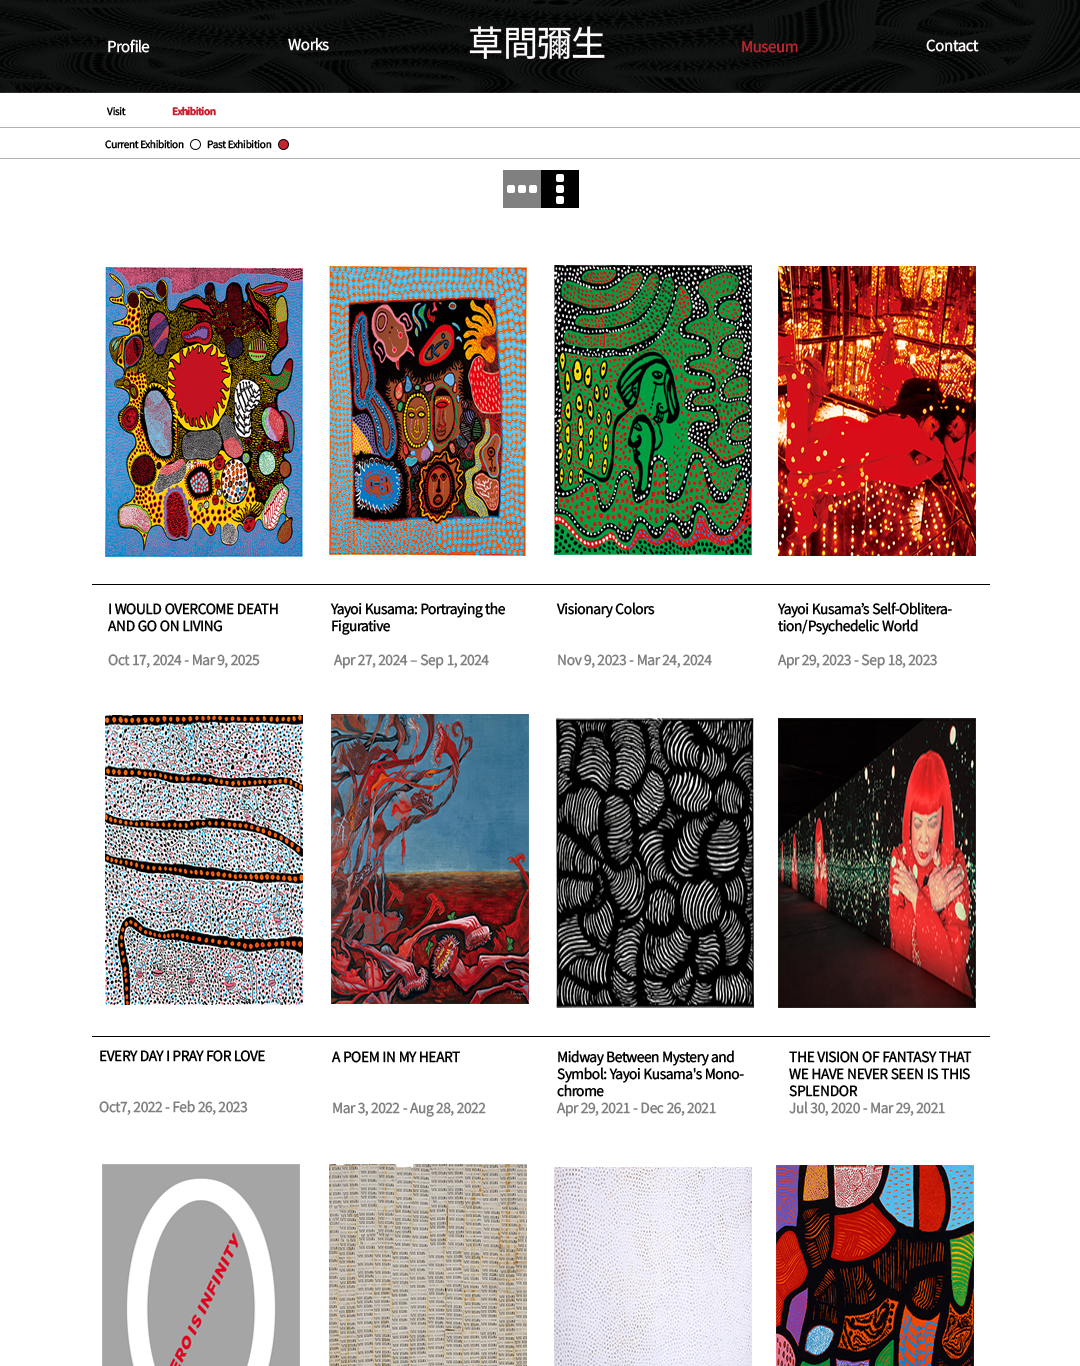 Profile
Works
草間彌生
Museum
Contact
Visit
Exhibition
Current Exhibition
Past Exhibition
I WOULD OVERCOME DEATH
AND GO ON LIVING
Oct 17, 2024 - Mar 9, 2025
Yayoi Kusama: Portraying the
Figurative
Apr 27, 2024 – Sep 1, 2024
Visionary Colors
Nov 9, 2023 - Mar 24, 2024
Yayoi Kusama’s Self-Oblitera-
tion/Psychedelic World
Apr 29, 2023 - Sep 18, 2023
EVERY DAY I PRAY FOR LOVE
Oct7, 2022 - Feb 26, 2023
A POEM IN MY HEART
Mar 3, 2022 - Aug 28, 2022
Midway Between Mystery and
Symbol: Yayoi Kusama's Mono-
chrome
Apr 29, 2021 - Dec 26, 2021
THE VISION OF FANTASY THAT
WE HAVE NEVER SEEN IS THIS
SPLENDOR
Jul 30, 2020 - Mar 29, 2021
ERO IS INFINITY